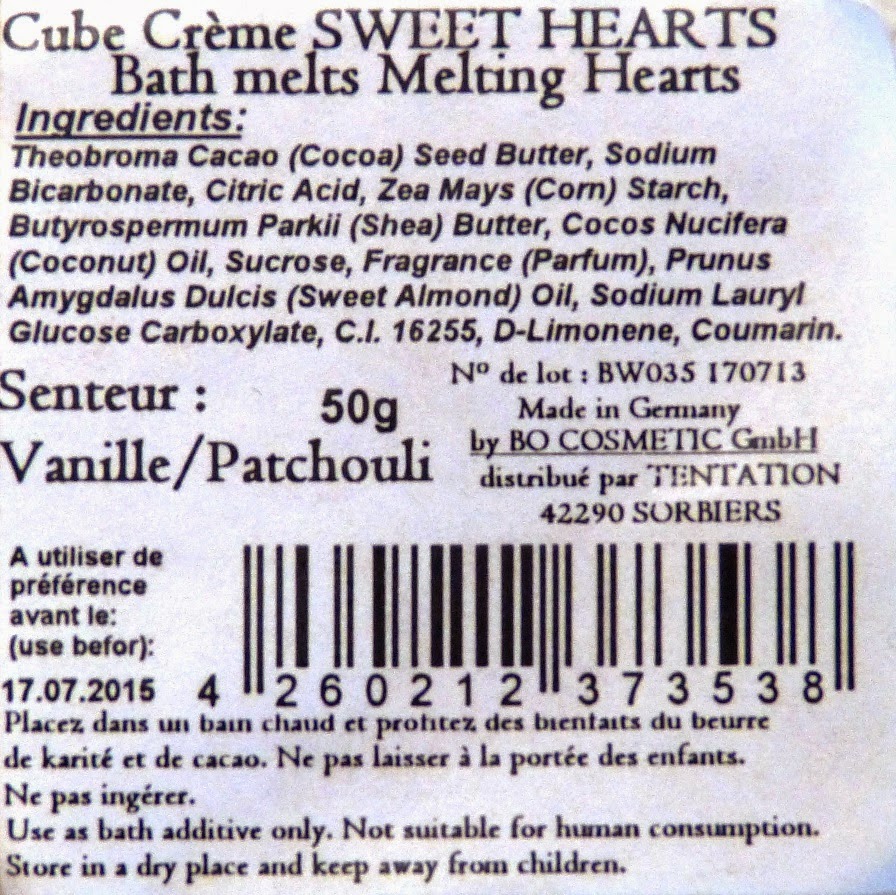 Cube Crème SWEET HEARTS
Bath melts Melting Hearts
Ingredients:
Theobroma Cacao (Cocoa) Seed Butter, Sodium
Bicarbonate, Citric Acid, Zea Mays (Corn) Starch,
Butyrospermum Parkii (Shea) Butter, Cocos Nucifera
(Coconut) Oil, Sucrose, Fragrance (Parfum), Prunus
Amygdalus Dulcis (Sweet Almond) Oil, Sodium Lauryl
Glucose Carboxylate, C.I. 16255, D-Limonene, Coumarin.
Senteur :
50g
Vanille/Patchouli
Nº de lot : BW035 170713
Made in Germany
by BO COSMETIC GmbH
distribué par TENTATION
42290 SORBIERS
A utiliser de
préférence
avant le:
(use befor):
17.07.2015
4 260212 373538
Placez dans un bain chaud et profitez des bienfaits du beurre
de karité et de cacao. Ne pas laisser à la portée des enfants.
Ne pas ingérer.
Use as bath additive only. Not suitable for human consumption.
Store in a dry place and keep away from children.